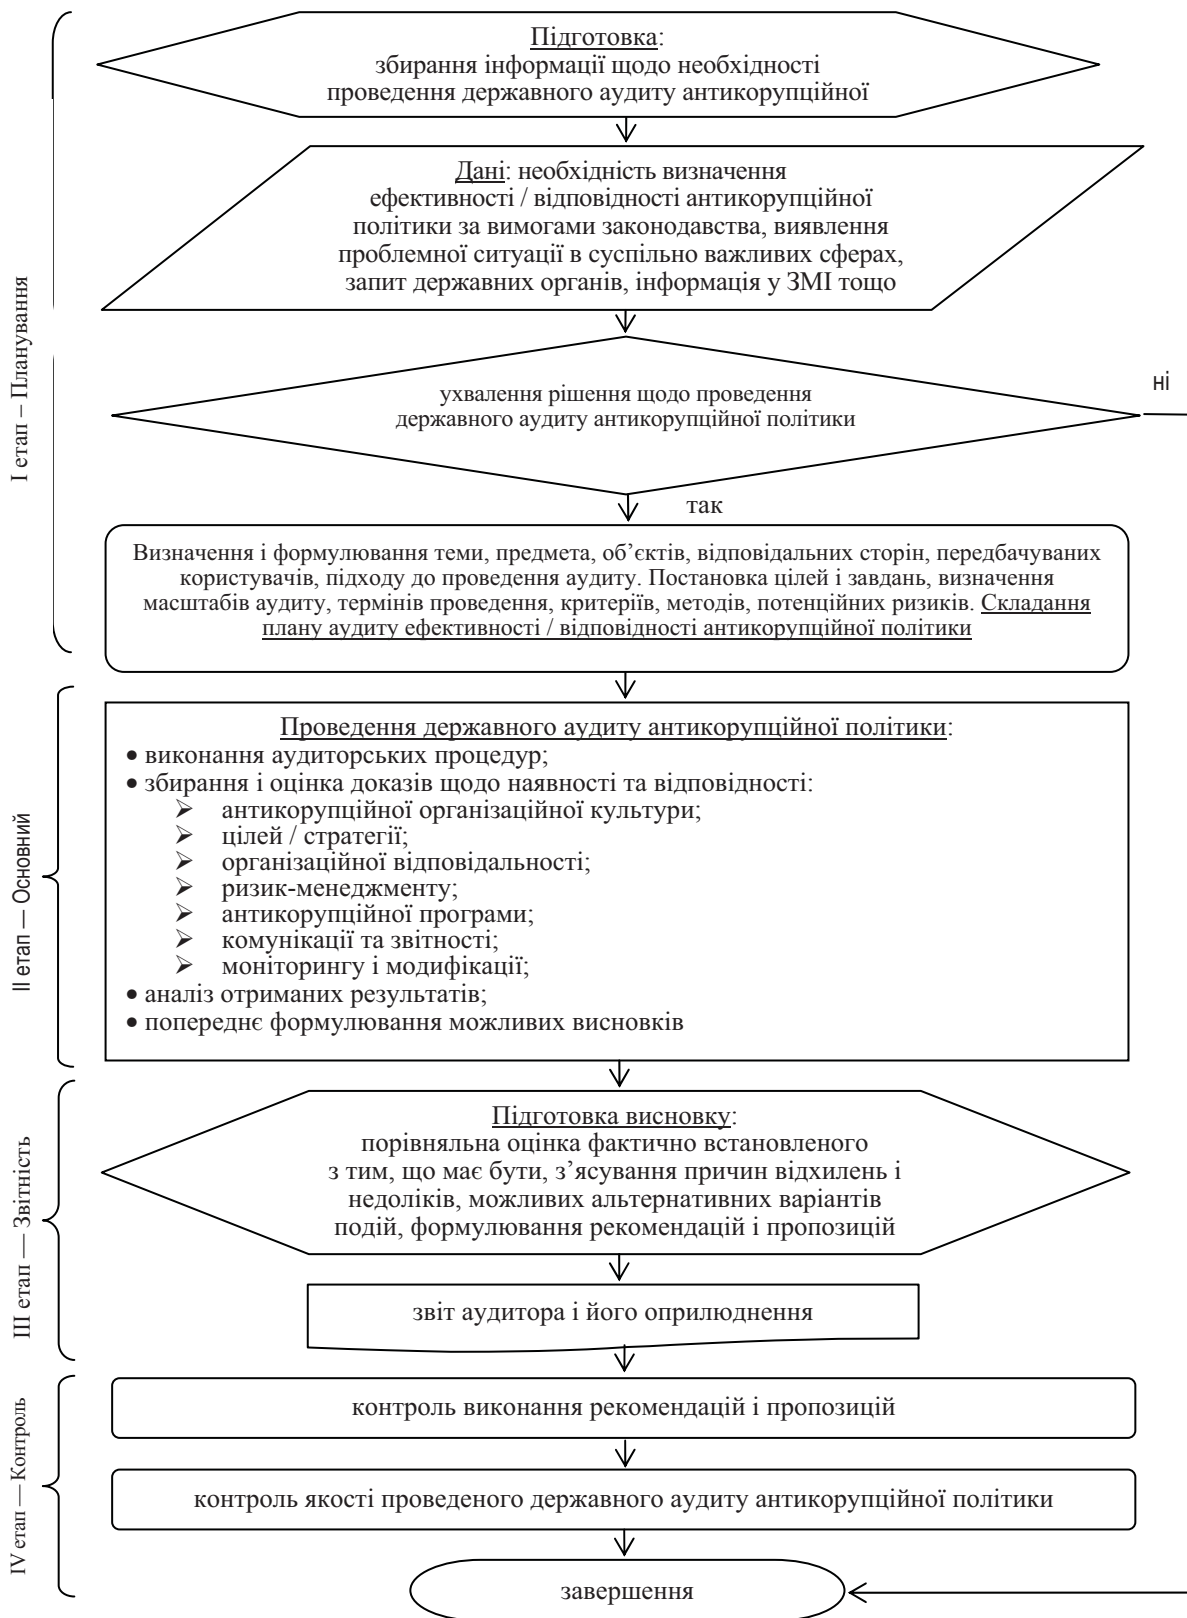 І етап – Планування
Підготовка:
збирання інформації щодо необхідності
проведення державного аудиту антикорупційної
Дані: необхідність визначення
ефективності / відповідності антикорупційної
політики за вимогами законодавства, виявлення
проблемної ситуації в суспільно важливих сферах,
запит державних органів, інформація у ЗМІ тощо
ухвалення рішення щодо проведення
державного аудиту антикорупційної політики
ні
так
Визначення і формулювання теми, предмета, об’єктів, відповідальних сторін, передбачуваних
користувачів, підходу до проведення аудиту. Постановка цілей і завдань, визначення
масштабів аудиту, термінів проведення, критеріїв, методів, потенційних ризиків. Складання
плану аудиту ефективності / відповідності антикорупційної політики
ІІ етап — Основний
Проведення державного аудиту антикорупційної політики:
• виконання аудиторських процедур;
• збирання і оцінка доказів щодо наявності та відповідності:
➢ антикорупційної організаційної культури;
➢ цілей / стратегії;
➢ організаційної відповідальності;
➢ ризик-менеджменту;
➢ антикорупційної програми;
➢ комунікації та звітності;
➢ моніторингу і модифікації;
• аналіз отриманих результатів;
• попереднє формулювання можливих висновків
ІІІ етап — Звітність
Підготовка висновку:
порівняльна оцінка фактично встановленого
з тим, що має бути, з’ясування причин відхилень і
недоліків, можливих альтернативних варіантів
подій, формулювання рекомендацій і пропозицій
звіт аудитора і його оприлюднення
IV етап — Контроль
контроль виконання рекомендацій і пропозицій
контроль якості проведеного державного аудиту антикорупційної політики
завершення